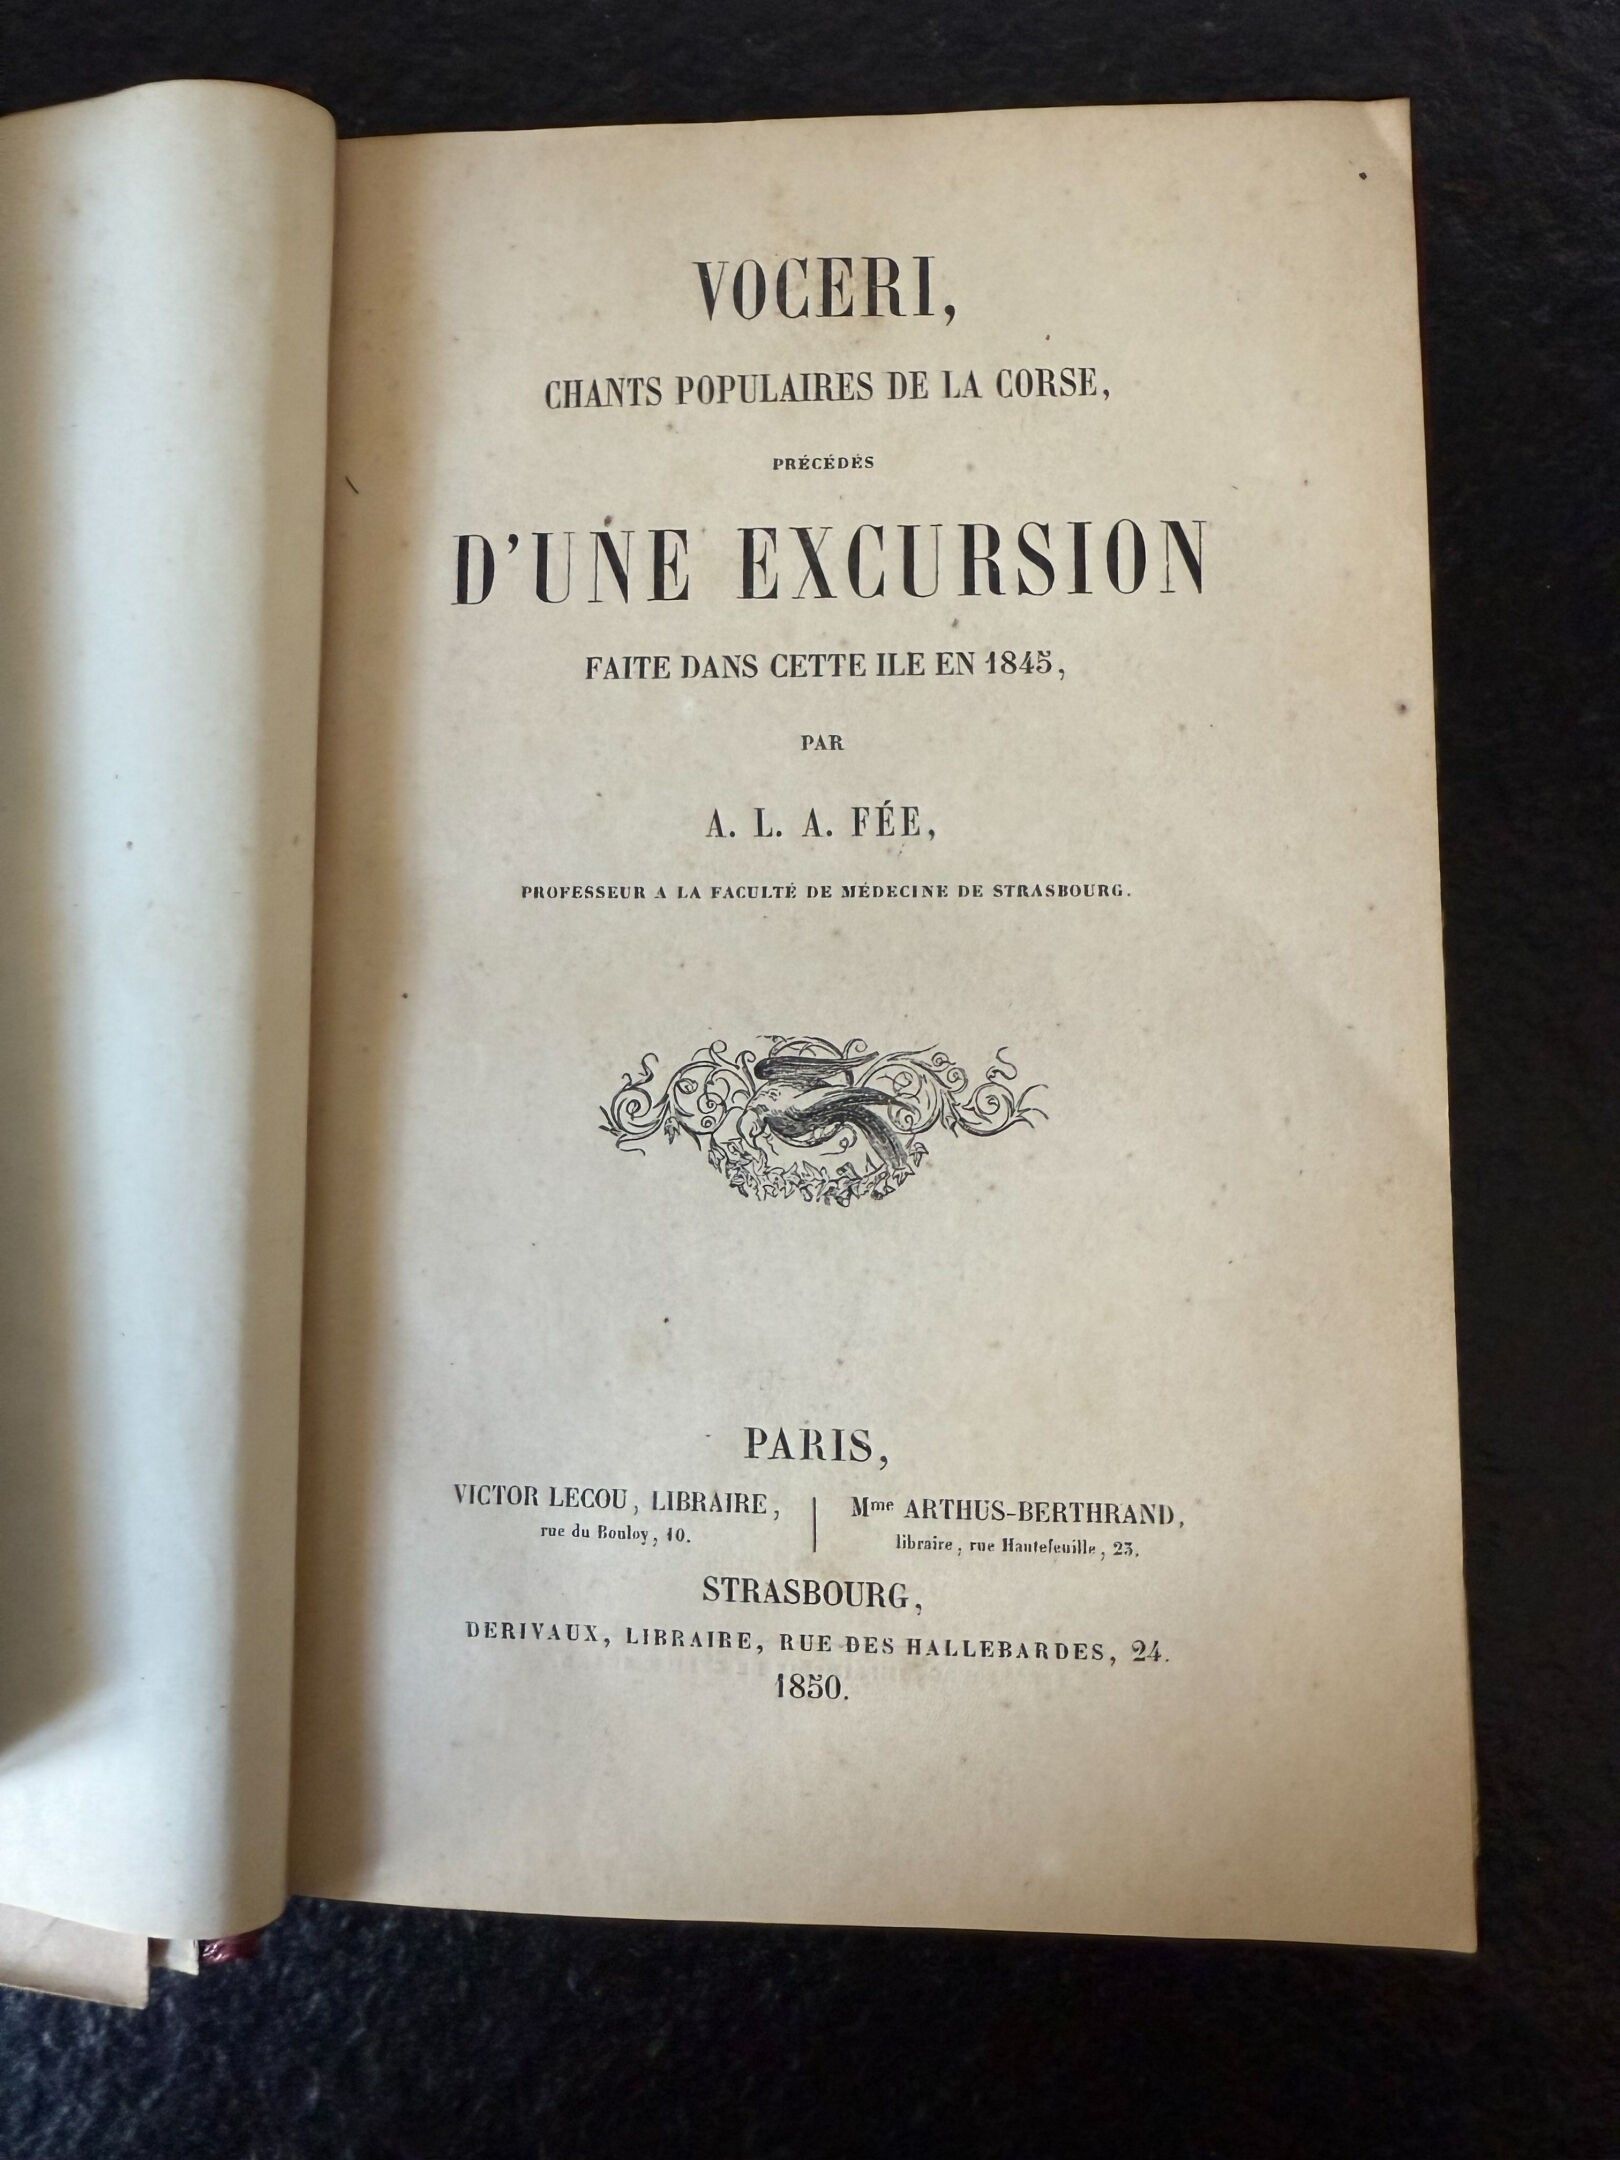 VOCERI,
CHANTS POPULAIRES DE LA CORSE,
PRÉCÉDÉS
D'UNE EXCURSION
FAITE DANS CETTE ILE EN 1845,
PAR
A. L. A. FÉE,
PROFESSEUR A LA FACULTÉ DE MÉDECINE DE STRASBOURG.
PARIS,
VICTOR LECOU, LIBRAIRE,
rue du Bouloy, 10.
Mme ARTHUS-BERTHRAND,
libraire, rue Hautefeuille, 23.
STRASBOURG,
DERIVAUX, LIBRAIRE, RUE DES HALLEBARDES, 24.
1850.